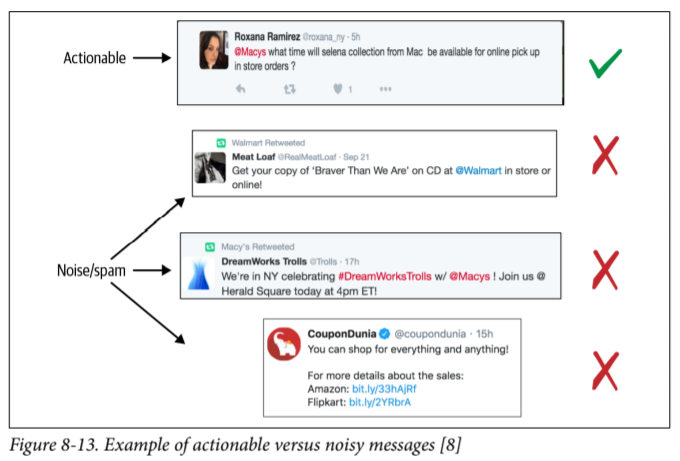 Actionable
Roxana Ramirez @roxana_ny · 5h
@Macys what time will selena collection from Mac be available for online pick up
in store orders ?
1
Noise/spam
Walmart Retweeted
Meat Loaf @RealMeatLoaf · Sep 21
Get your copy of 'Braver Than We Are' on CD at @Walmart in store or
online!
Macy's Retweeted
DreamWorks Trolls @Trolls · 17h
We're in NY celebrating #DreamWorksTrolls w/ @Macys ! Join us @
Herald Square today at 4pm ET!
CouponDunia @coupondunia · 15h
You can shop for everything and anything!
For more details about the sales:
Amazon: bit.ly/33hAjRf
Flipkart: bit.ly/2YRbrA
Figure 8-13. Example of actionable versus noisy messages [8]